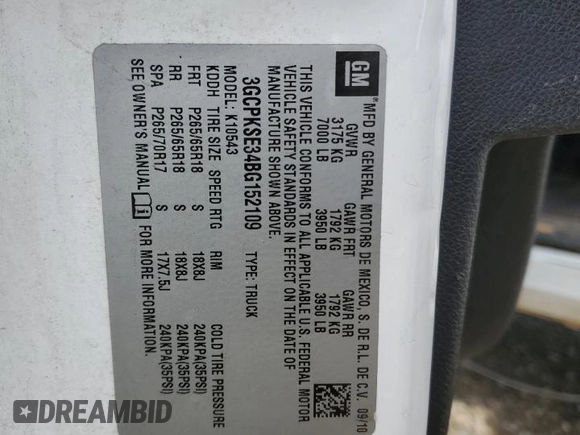 GM
®MFD BY GENERAL MOTORS DE MEXICO, S. DE R.L. DE C.V. 09/10
GVWR GAWR FRT GAWR RR
3175 KG 1792 KG 1792 KG
7000 LB 3950 LB 3950 LB
THIS VEHICLE CONFORMS TO ALL APPLICABLE U.S. FEDERAL MOTOR
VEHICLE SAFETY STANDARDS IN EFFECT ON THE DATE OF
MANUFACTURE SHOWN ABOVE.
3GCPKSE34BG152109 TYPE: TRUCK
MODEL: K10543
KDDH TIRE SIZE SPEED RTG RIM COLD TIRE PRESSURE
FRT P265/65R18 S 18X8J 240KPA(35PSI)
RR P265/65R18 S 18X8J 240KPA(35PSI)
SPA P265/70R17 S 17X7.5J 240KPA(35PSI)
SEE OWNER'S MANUAL FOR MORE INFORMATION.
DREAMBID